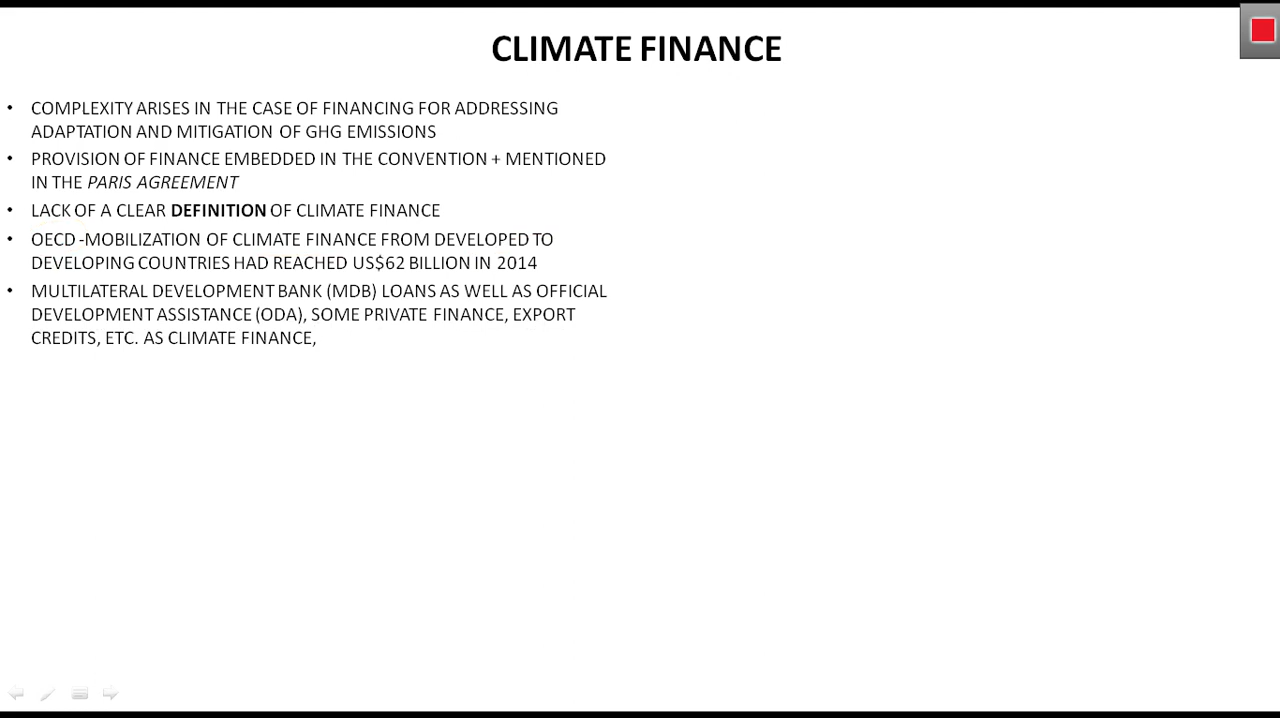 CLIMATE FINANCE
• COMPLEXITY ARISES IN THE CASE OF FINANCING FOR ADDRESSING
ADAPTATION AND MITIGATION OF GHG EMISSIONS
• PROVISION OF FINANCE EMBEDDED IN THE CONVENTION + MENTIONED
IN THE PARIS AGREEMENT
• LACK OF A CLEAR DEFINITION OF CLIMATE FINANCE
• OECD -MOBILIZATION OF CLIMATE FINANCE FROM DEVELOPED TO
DEVELOPING COUNTRIES HAD REACHED US$62 BILLION IN 2014
• MULTILATERAL DEVELOPMENT BANK (MDB) LOANS AS WELL AS OFFICIAL
DEVELOPMENT ASSISTANCE (ODA), SOME PRIVATE FINANCE, EXPORT
CREDITS, ETC. AS CLIMATE FINANCE,